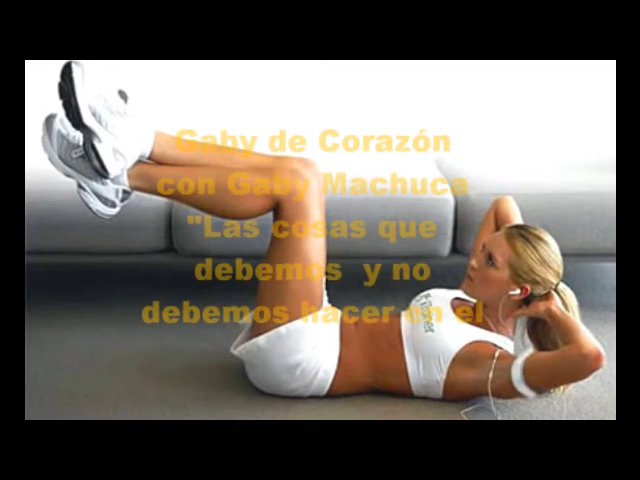 Gaby de Corazón
con Gaby Machuca
"Las cosas que
debemos y no
debemos hacer en el